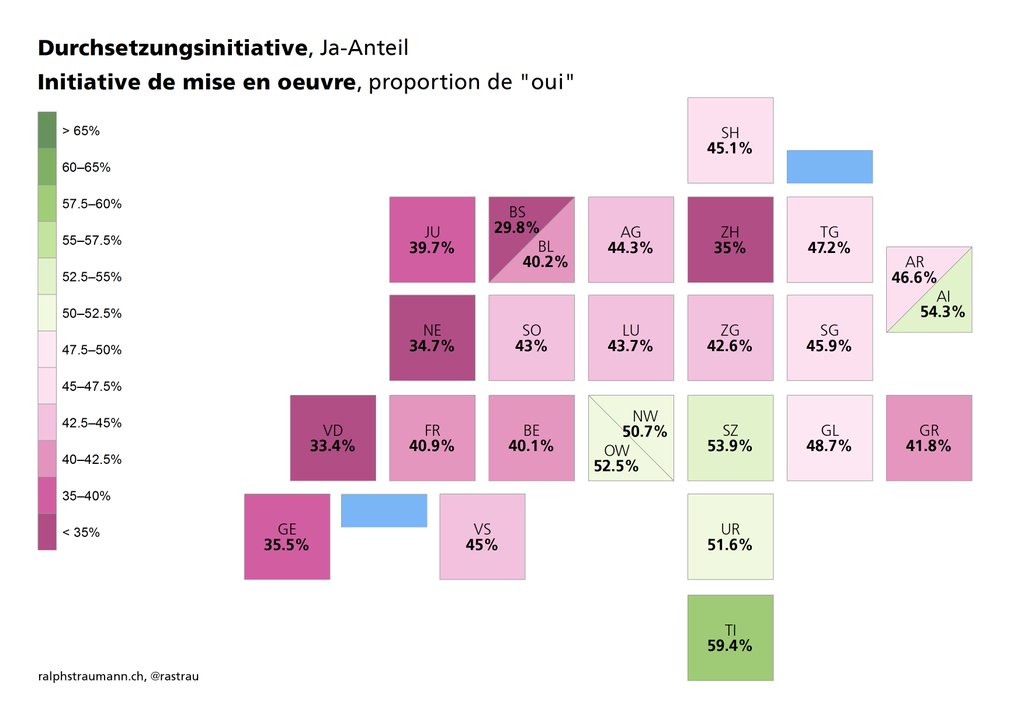 Durchsetzungsinitiative, Ja-Anteil
Initiative de mise en oeuvre, proportion de "oui"
> 65%
60–65%
57.5–60%
55–57.5%
52.5–55%
50–52.5%
47.5–50%
45–47.5%
42.5–45%
40–42.5%
35–40%
< 35%
SH
45.1%
JU
39.7%
BS
29.8%
BL
40.2%
AG
44.3%
ZH
35%
TG
47.2%
AR
46.6%
AI
54.3%
NE
34.7%
SO
43%
LU
43.7%
ZG
42.6%
SG
45.9%
VD
33.4%
FR
40.9%
BE
40.1%
NW
50.7%
OW
52.5%
SZ
53.9%
GL
48.7%
GR
41.8%
GE
35.5%
VS
45%
UR
51.6%
TI
59.4%
ralphstraumann.ch, @rastrau